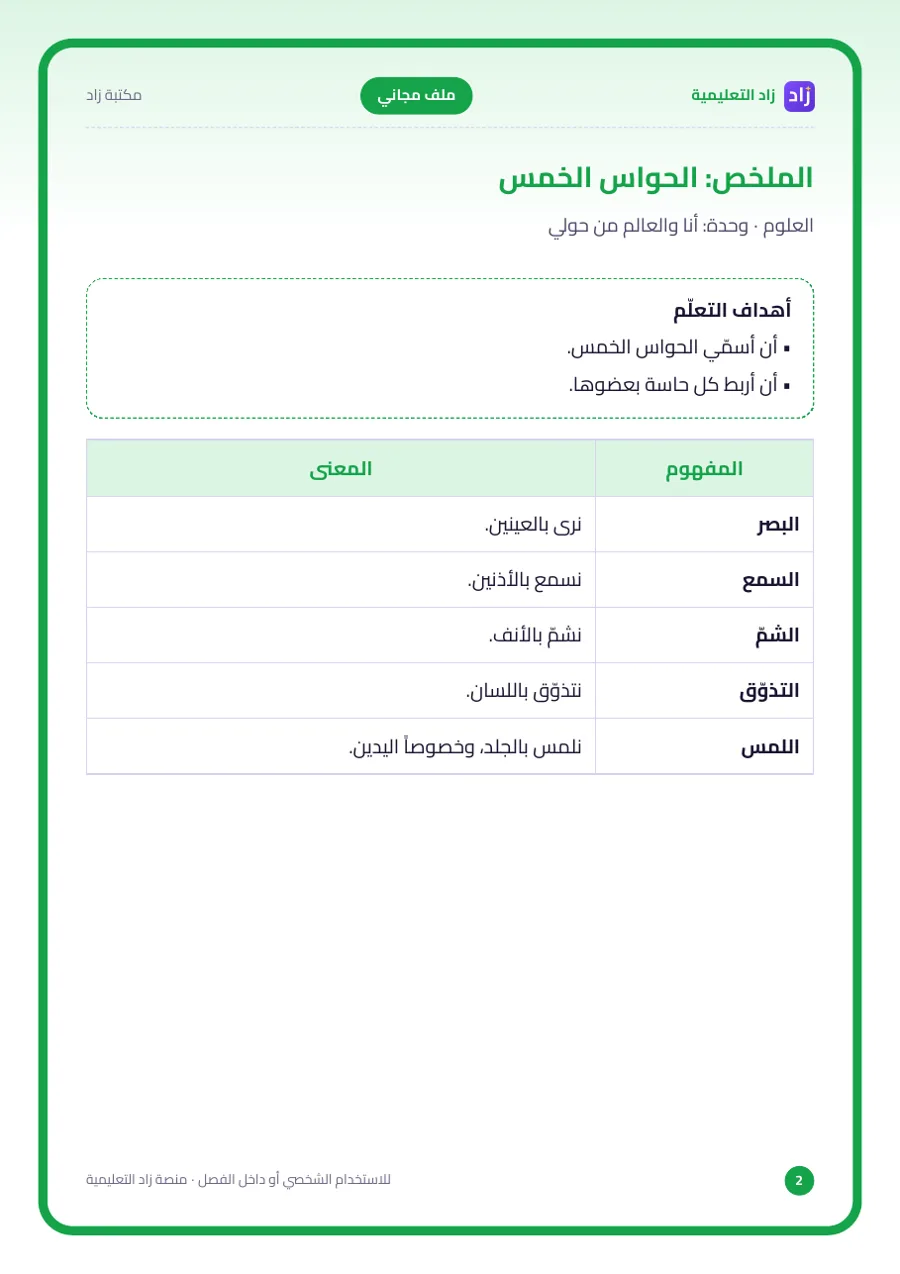 زاد زاد التعليمية
ملف مجاني
مكتبة زاد
الملخص: الحواس الخمس
العلوم · وحدة: أنا والعالم من حولي
أهداف التعلّم
▪ أن أسمّي الحواس الخمس.
▪ أن أربط كل حاسة بعضوها.
المفهوم المعنى
البصر نرى بالعينين.
السمع نسمع بالأذنين.
الشمّ نشمّ بالأنف.
التذوّق نتذوّق باللسان.
اللمس نلمس بالجلد، وخصوصاً اليدين.
2 للاستخدام الشخصي أو داخل الفصل · منصة زاد التعليمية